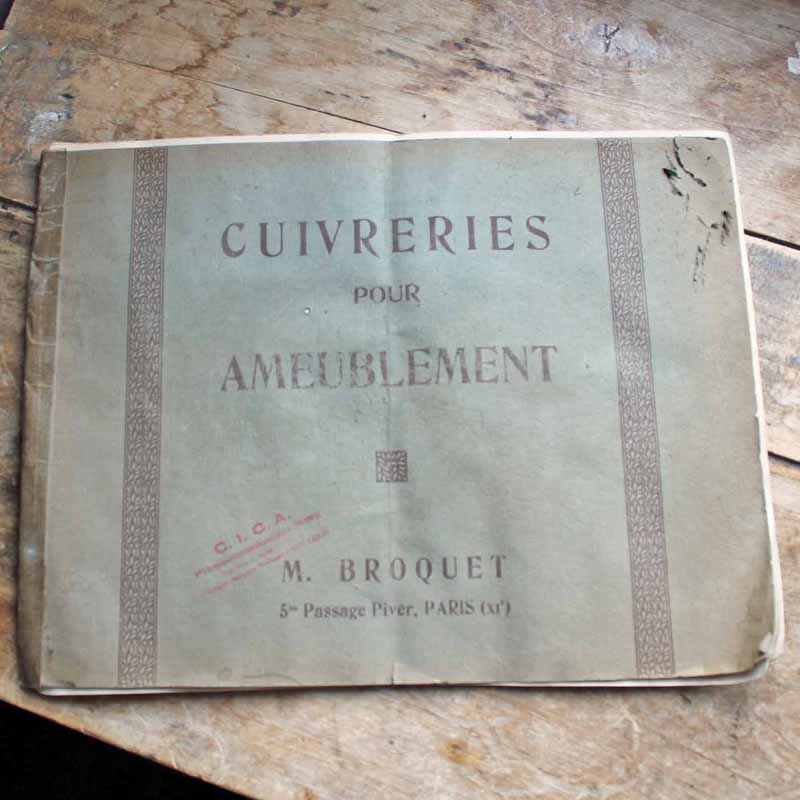 CUIVRERIES
POUR
AMEUBLEMENT
C. I. C. A.
M. BROQUET
5bis Passage Piver, PARIS (XIe)